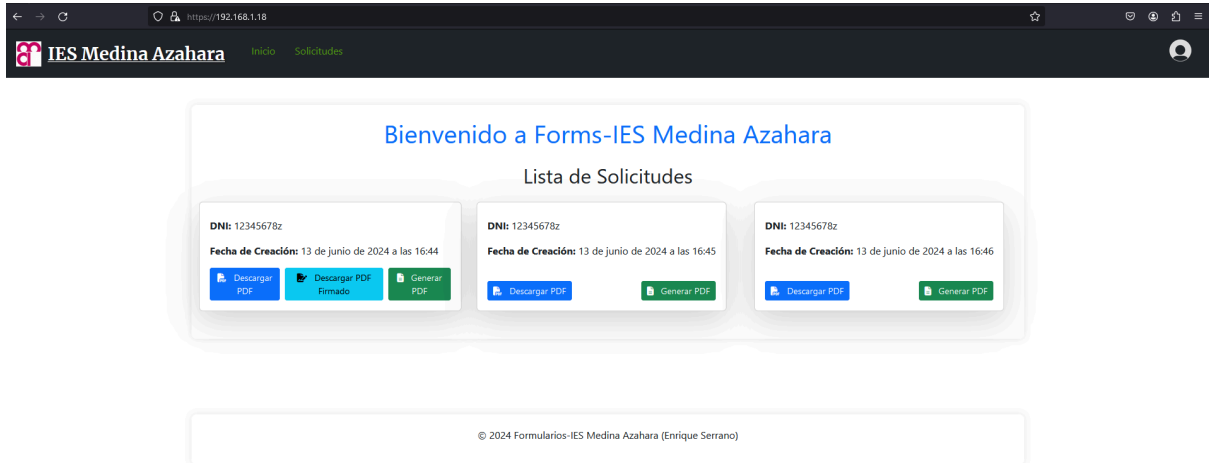 https://192.168.1.18
IES Medina Azahara Inicio Solicitudes
Bienvenido a Forms-IES Medina Azahara
Lista de Solicitudes
DNI: 12345678z
Fecha de Creación: 13 de junio de 2024 a las 16:44
Descargar PDF
Descargar PDF Firmado
Generar PDF
DNI: 12345678z
Fecha de Creación: 13 de junio de 2024 a las 16:45
Descargar PDF
Generar PDF
DNI: 12345678z
Fecha de Creación: 13 de junio de 2024 a las 16:46
Descargar PDF
Generar PDF
© 2024 Formularios-IES Medina Azahara (Enrique Serrano)